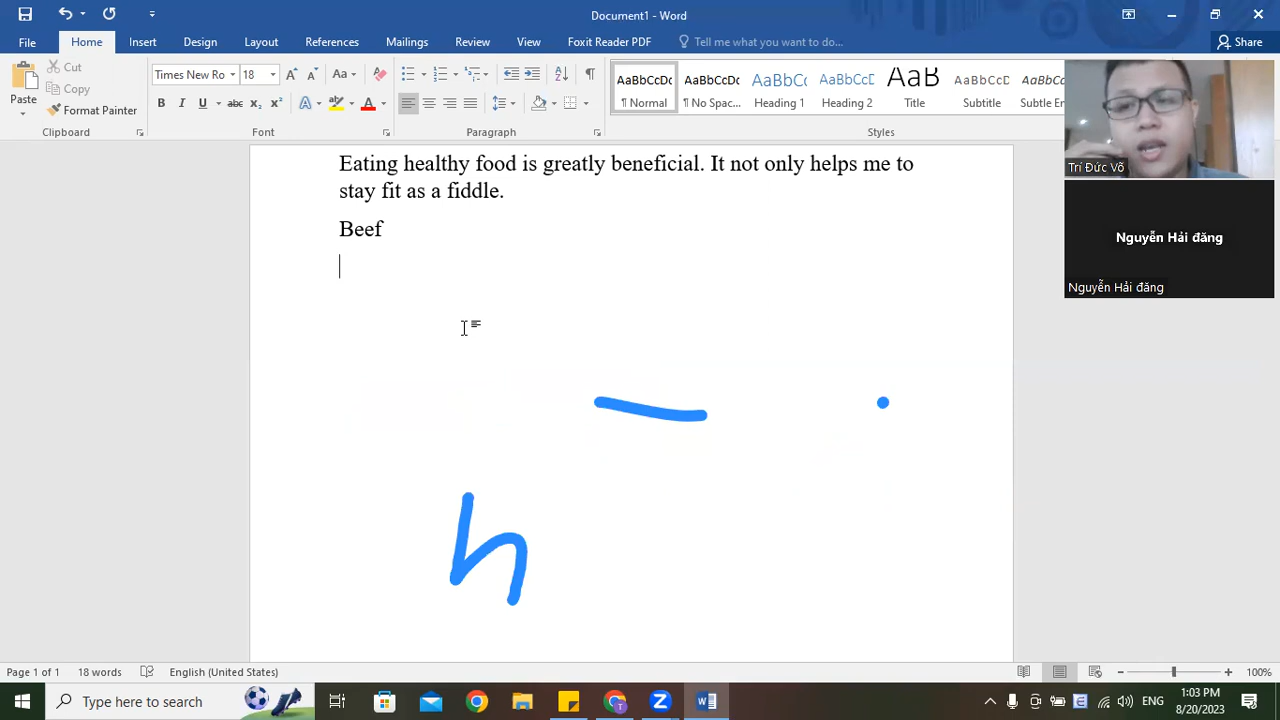 Document1 - Word
File Home Insert Design Layout References Mailings Review View Foxit Reader PDF Tell me what you want to do... Share
Paste Cut Copy Format Painter
Times New Ro 18
AaBbCcDc AaBbCcDc AaBbCcD AaBbCcD AaB AaBbCcD
¶ Normal ¶ No Spac... Heading Heading 2 Title Subtitle Subtle Em
Clipboard Font Paragraph Styles
Trí Đức Võ
Nguyễn Hải đăng
Nguyễn Hải đăng
Eating healthy food is greatly beneficial. It not only helps me to
stay fit as a fiddle.
Beef
h
Page 1 of 1 18 words English (United States) 100%
Type here to search ENG 1:03 PM
8/20/2023